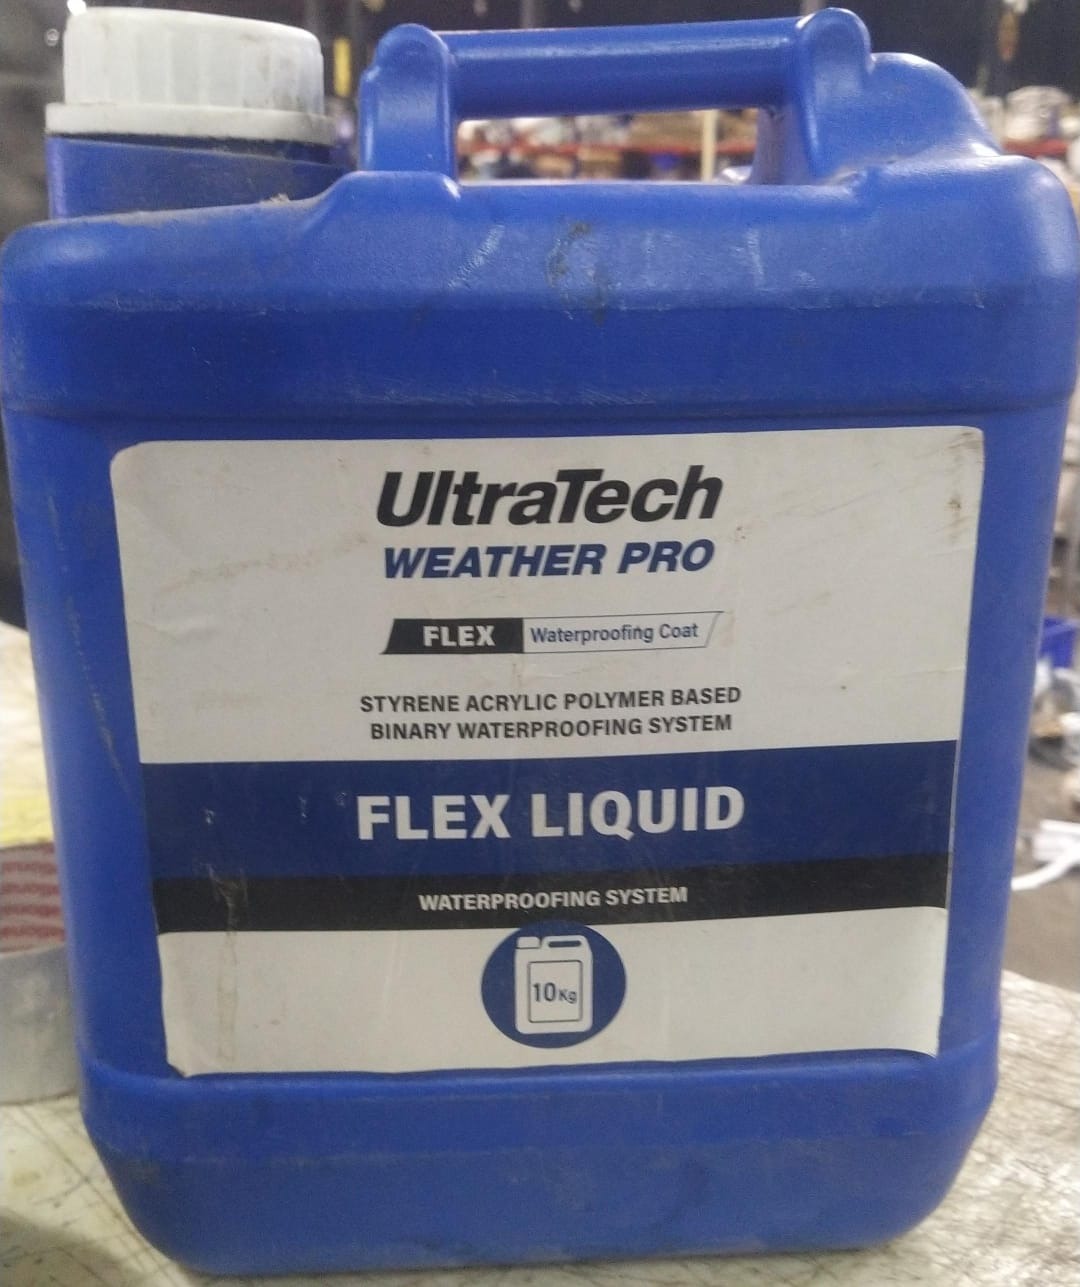 UltraTech
WEATHER PRO
FLEX Waterproofing Coat
STYRENE ACRYLIC POLYMER BASED
BINARY WATERPROOFING SYSTEM
FLEX LIQUID
WATERPROOFING SYSTEM
10Kg